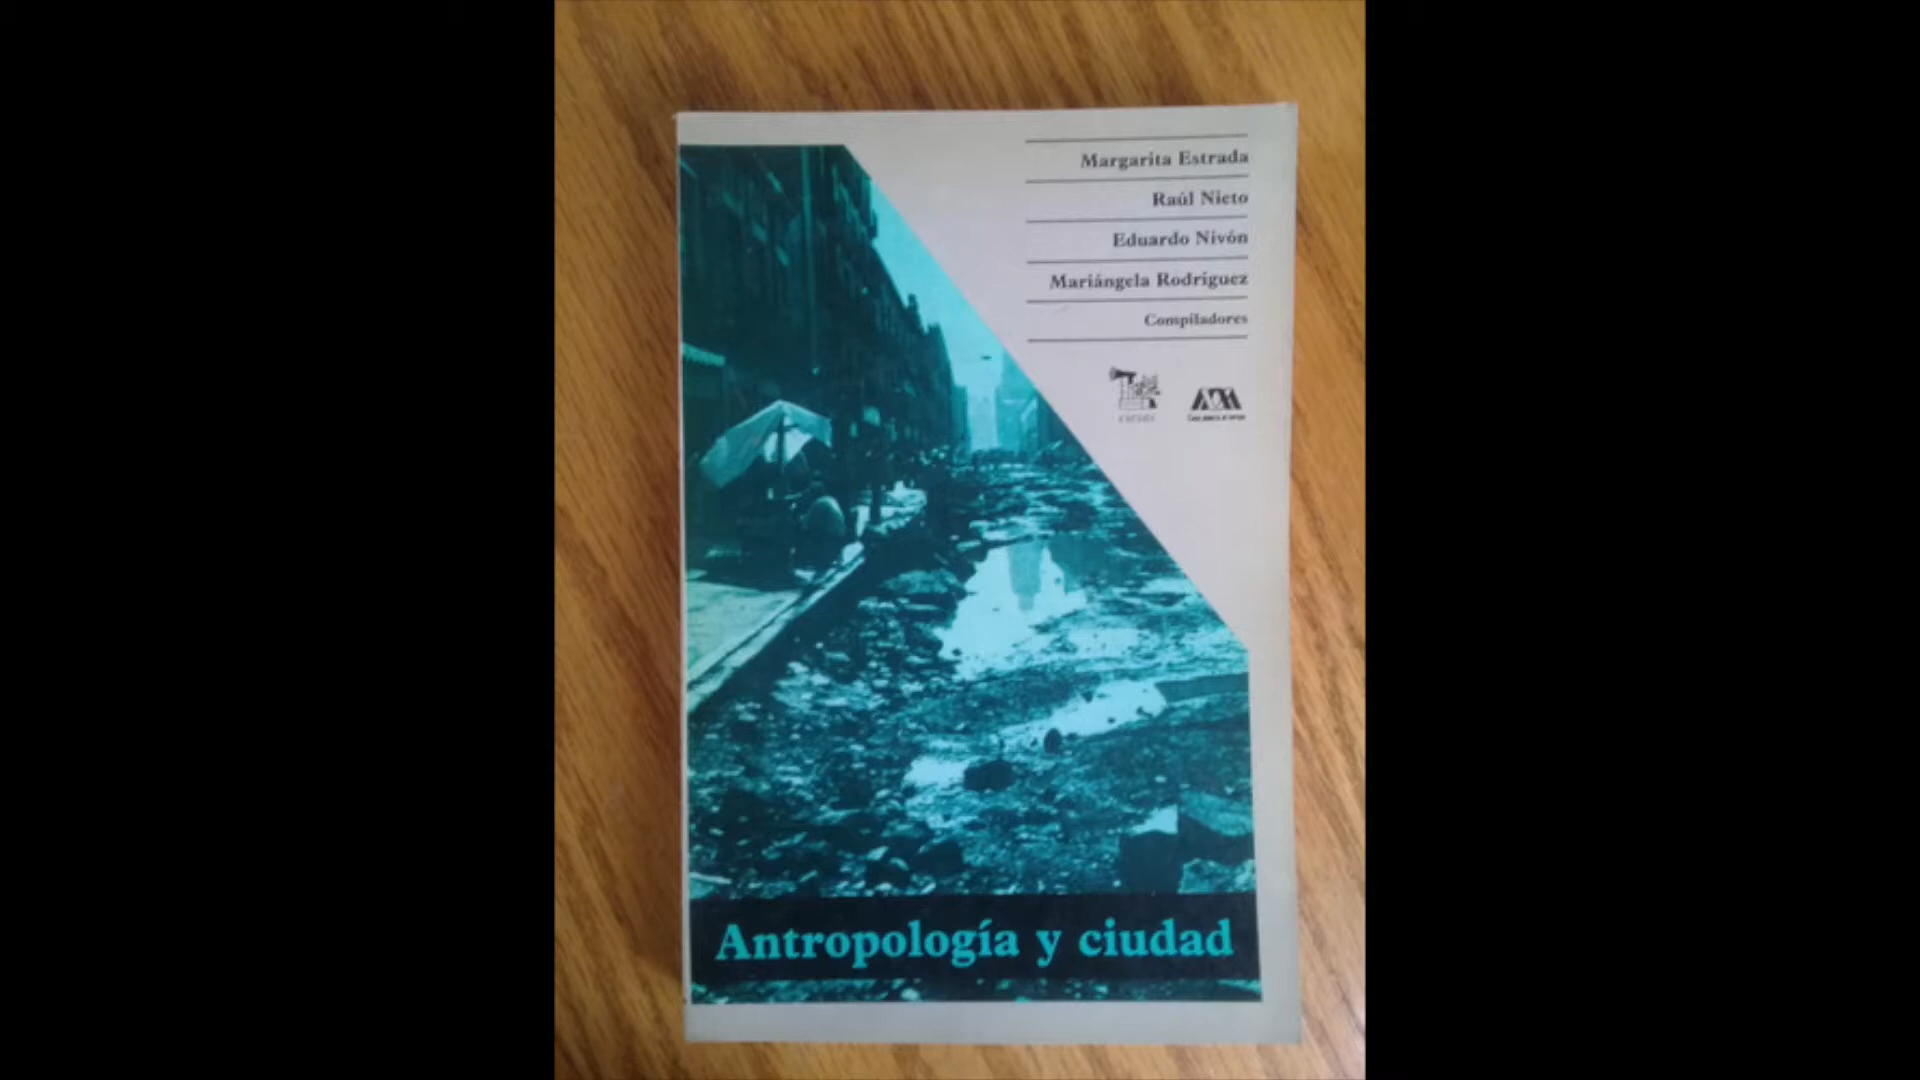 Margarita Estrada
Raúl Nieto
Eduardo Nivón
Mariángela Rodríguez
Compiladores
Antropología y ciudad